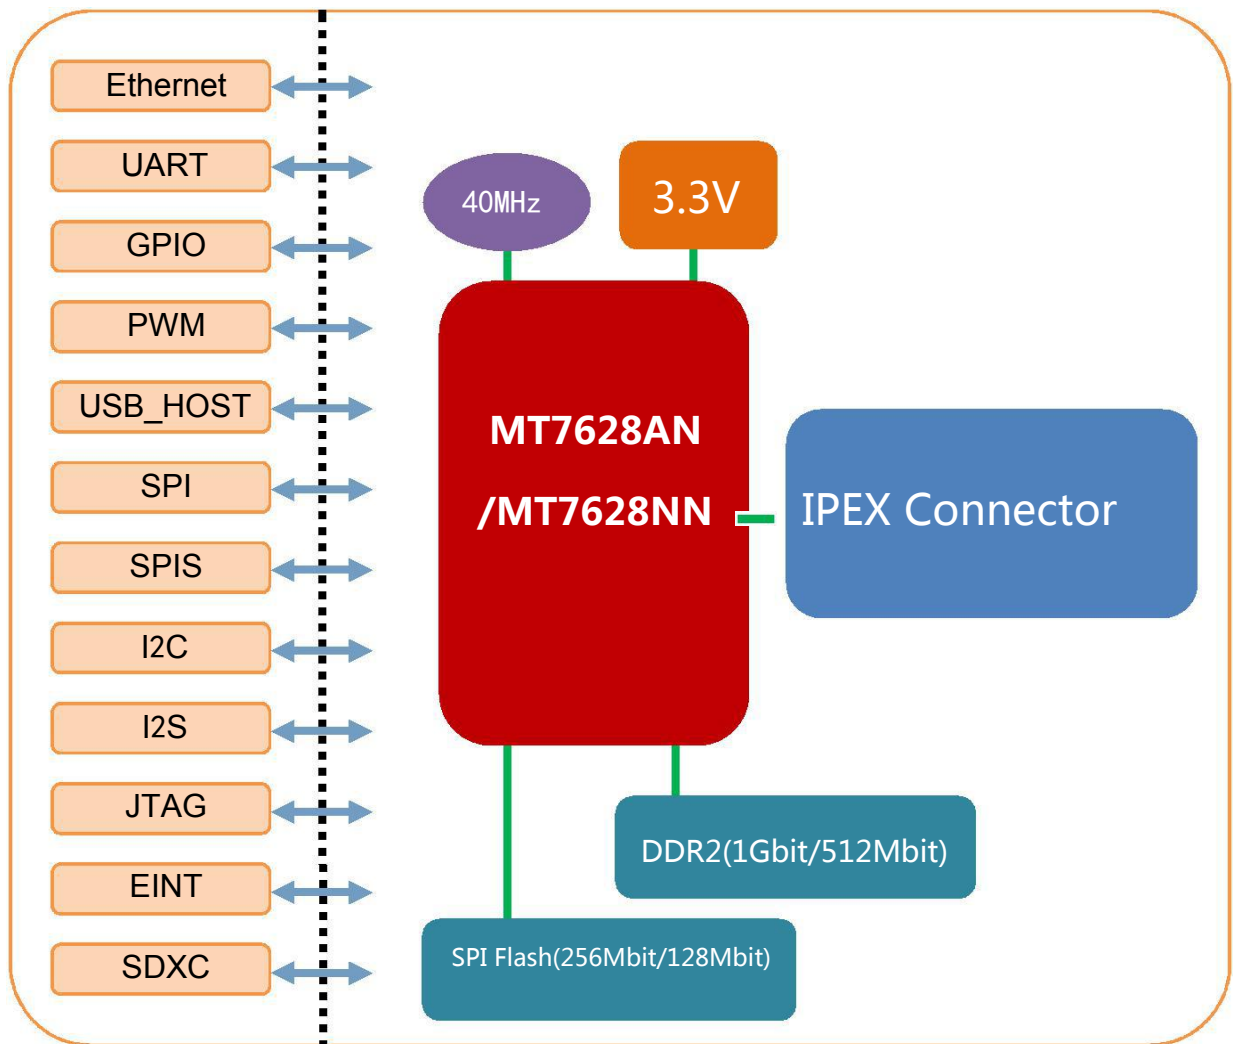 Ethernet
UART
GPIO
PWM
USB_HOST
SPI
SPIS
I2C
I2S
JTAG
EINT
SDXC
40MHz
3.3V
MT7628AN
/MT7628NN
IPEX Connector
DDR2(1Gbit/512Mbit)
SPI Flash(256Mbit/128Mbit)